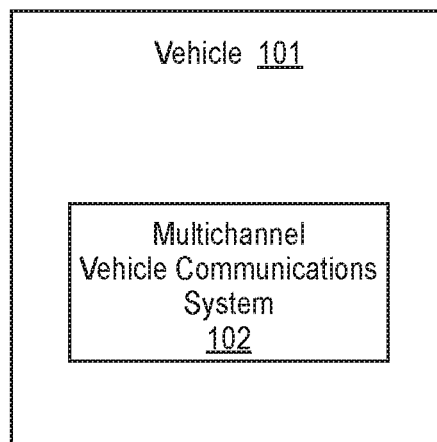 Vehicle 101
Multichannel
Vehicle Communications
System
102